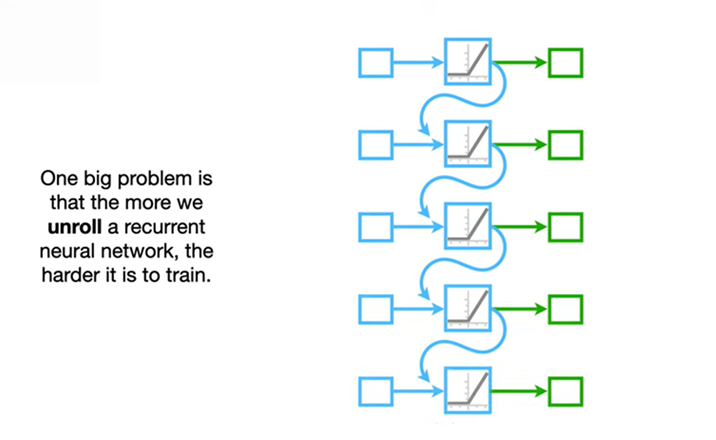 One big problem is
that the more we
unroll a recurrent
neural network, the
harder it is to train.